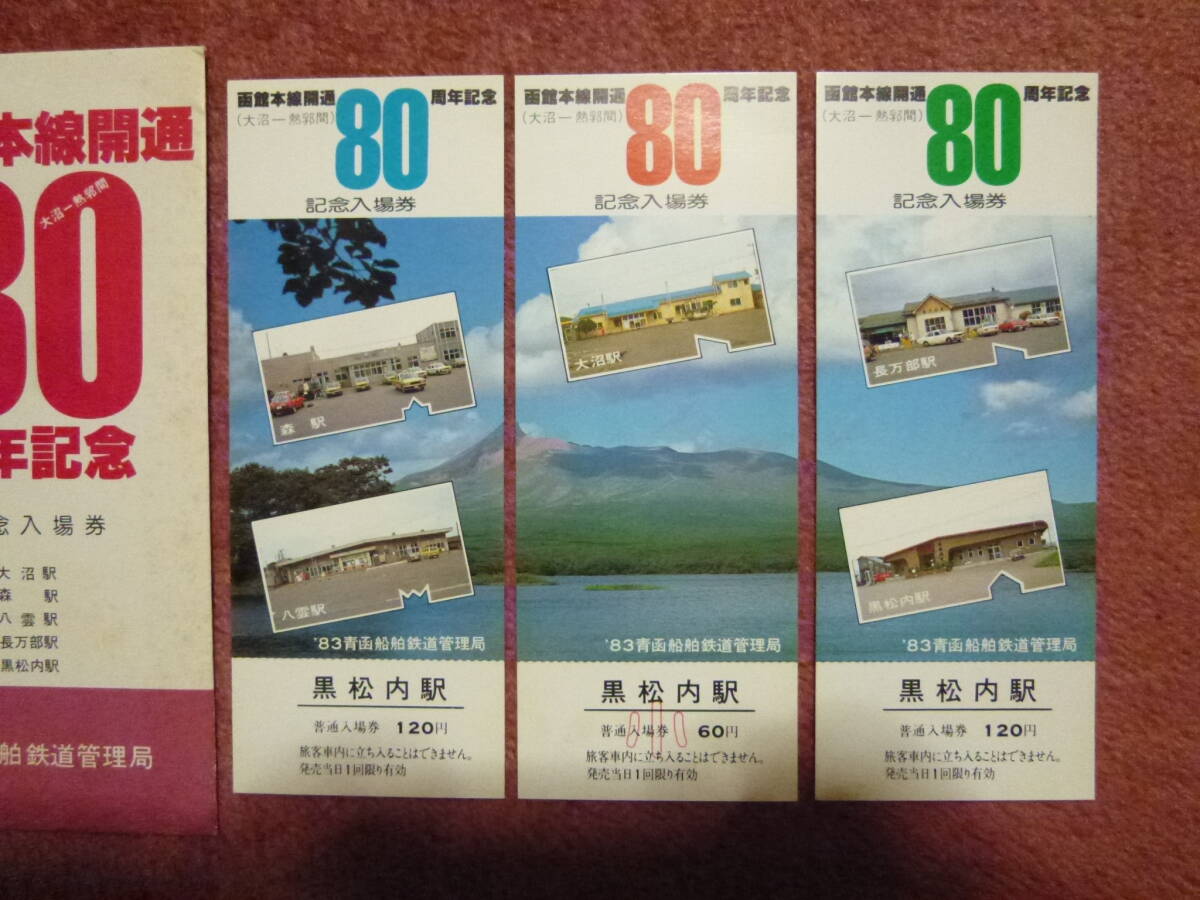 本線開通
80
大沼―熱郛間
年記念
念入場券
大沼駅
森駅
八雲駅
長万部駅
黒松内駅
船舶鉄道管理局
函館本線開通80周年記念
(大沼―熱郛間)
記念入場券
森駅
八雲駅
'83青函船舶鉄道管理局
黒松内駅
普通入場券 120円
旅客車内に立ち入ることはできません。
発売当日1回限り有効
函館本線開通80周年記念
(大沼―熱郛間)
記念入場券
大沼駅
'83青函船舶鉄道管理局
黒松内駅
普通入場券 60円
小
旅客車内に立ち入ることはできません。
発売当日1回限り有効
函館本線開通80周年記念
(大沼―熱郛間)
記念入場券
長万部駅
黒松内駅
'83青函船舶鉄道管理局
黒松内駅
普通入場券 120円
旅客車内に立ち入ることはできません。
発売当日1回限り有効